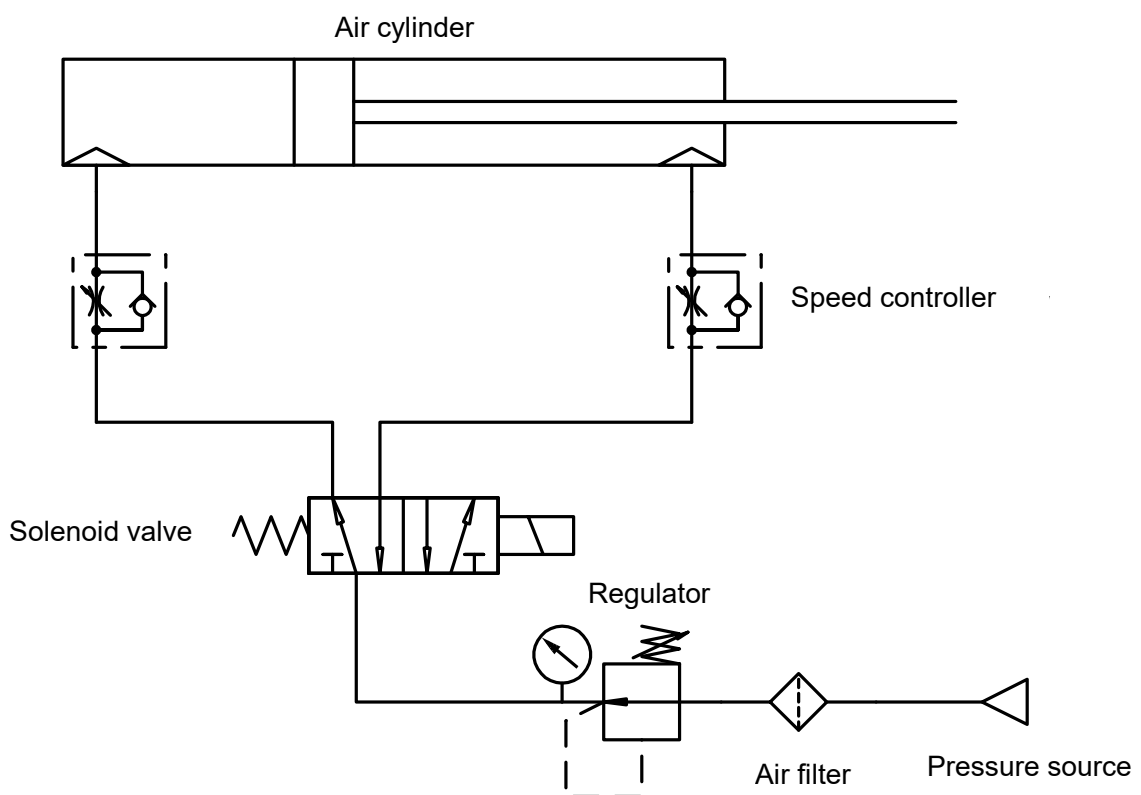 Air cylinder
Speed controller
Solenoid valve
Regulator
Air filter
Pressure source